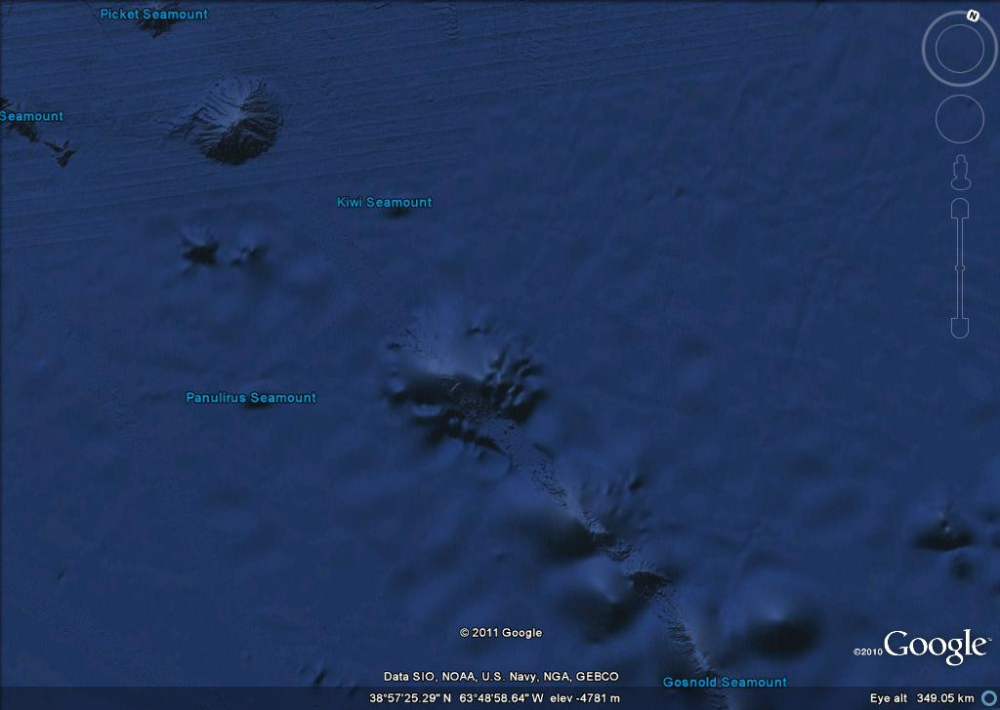 Picket Seamount
N
Seamount
Kiwi Seamount
Panulirus Seamount
© 2011 Google
©2010 Google™
Data SIO, NOAA, U.S. Navy, NGA, GEBCO
Gosnold Seamount
38°57'25.29" N 63°48'58.64" W elev -4781 m
Eye alt 349.05 km